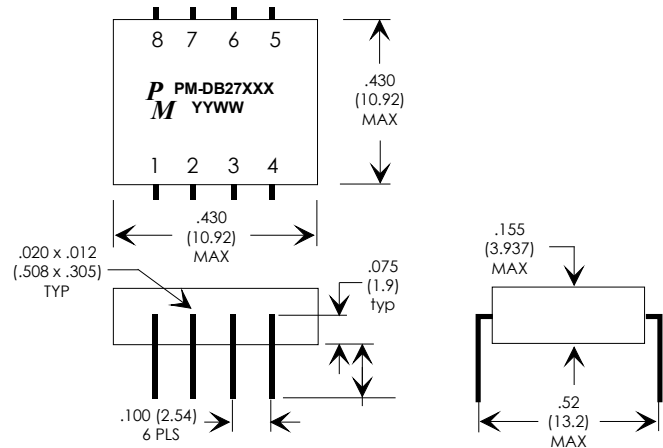 8 7 6 5
P PM-DB27XXX
M YYWW
1 2 3 4
.430
(10.92)
MAX
.430
(10.92)
MAX
.020 x .012
(.508 x .305)
TYP
.075
(1.9)
typ
.100 (2.54)
6 PLS
.155
(3.937)
MAX
.52
(13.2)
MAX